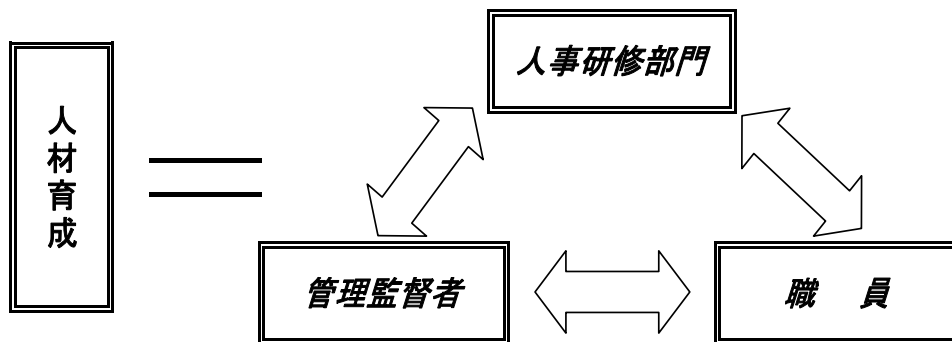 人材育成
人事研修部門
管理監督者
職　員